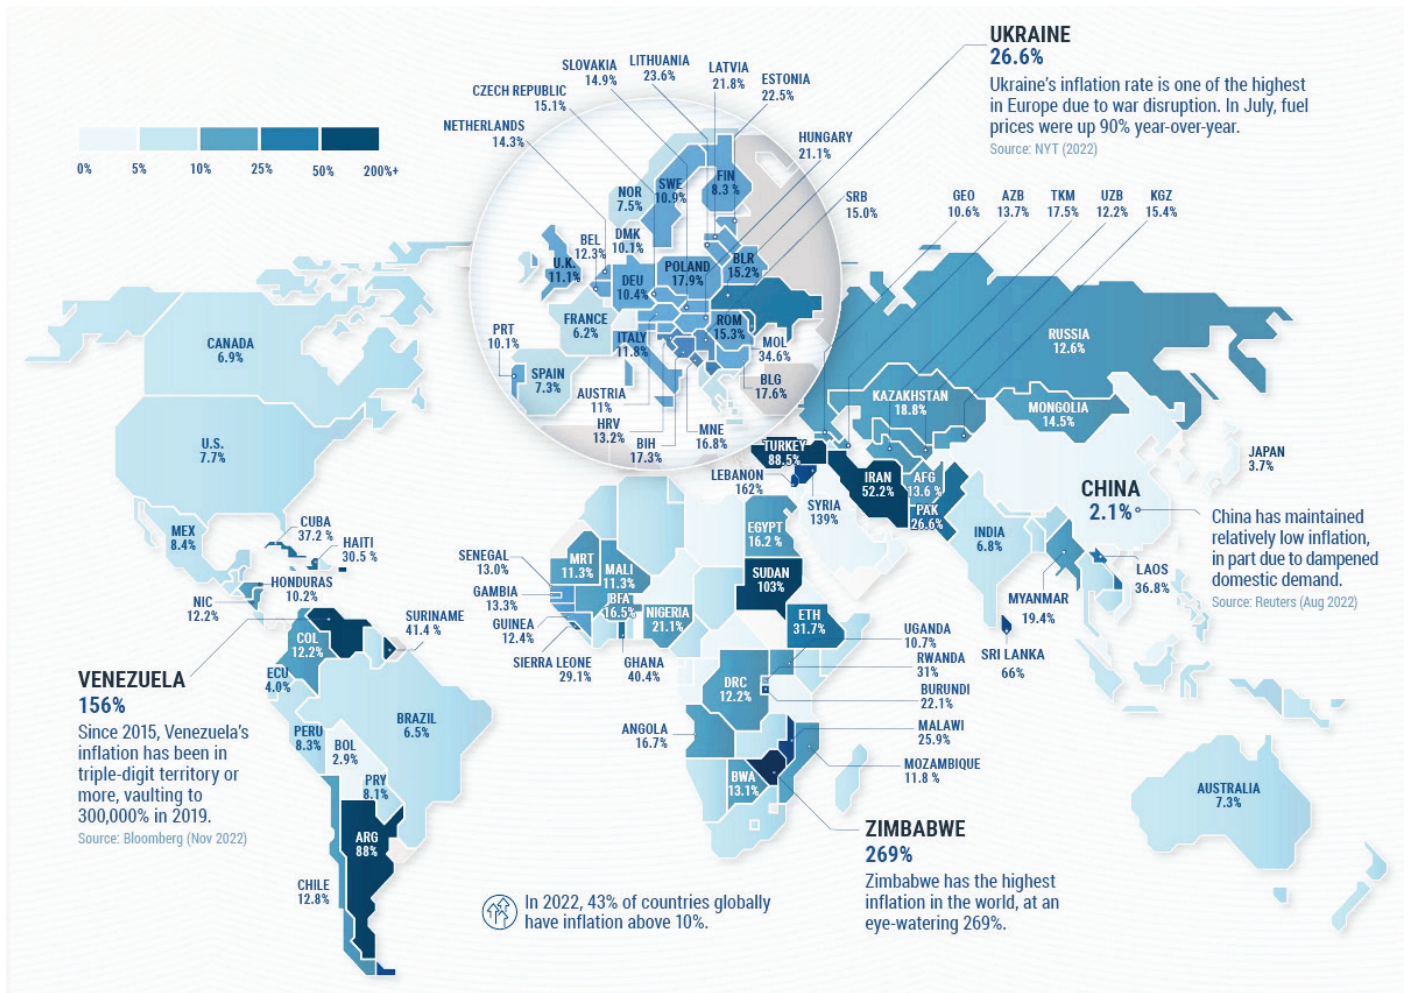 UKRAINE
26.6%
Ukraine's inflation rate is one of the highest
in Europe due to war disruption. In July, fuel
prices were up 90% year-over-year.
Source: NYT (2022)
0%
5%
10%
25%
50%
200%+
SLOVAKIA
14.9%
LITHUANIA
23.6%
LATVIA
21.8%
ESTONIA
22.5%
CZECH REPUBLIC
15.1%
NETHERLANDS
14.3%
HUNGARY
21.1%
SRB
15.0%
GEO
10.6%
AZB
13.7%
TKM
17.5%
UZB
12.2%
KGZ
15.4%
NOR
7.5%
SWE
10.9%
FIN
8.3 %
BEL
12.3%
DMK
10.1%
U.K.
11.1%
DEU
10.4%
POLAND
17.9%
BLR
15.2%
FRANCE
6.2%
ITALY
11.8%
ROM
15.3%
MOL
34.6%
PRT
10.1%
SPAIN
7.3%
AUSTRIA
11%
BLG
17.6%
HRV
13.2%
BIH
17.3%
MNE
16.8%
CANADA
6.9%
U.S.
7.7%
MEX
8.4%
CUBA
37.2 %
HAITI
30.5 %
HONDURAS
10.2%
NIC
12.2%
SURINAME
41.4 %
COL
12.2%
ECU
4.0%
VENEZUELA
156%
Since 2015, Venezuela's
inflation has been in
triple-digit territory or
more, vaulting to
300,000% in 2019.
Source: Bloomberg (Nov 2022)
PERU
8.3%
BRAZIL
6.5%
BOL
2.9%
PRY
8.1%
ARG
88%
CHILE
12.8%
RUSSIA
12.6%
KAZAKHSTAN
18.8%
MONGOLIA
14.5%
TURKEY
88.5%
LEBANON
162%
SYRIA
139%
IRAN
52.2%
AFG
13.6 %
PAK
26.6%
INDIA
6.8%
JAPAN
3.7%
CHINA
2.1%
China has maintained
relatively low inflation,
in part due to dampened
domestic demand.
Source: Reuters (Aug 2022)
LAOS
36.8%
MYANMAR
19.4%
SRI LANKA
66%
EGYPT
16.2 %
SENEGAL
13.0%
MRT
11.3%
MALI
11.3%
SUDAN
103%
GAMBIA
13.3%
BFA
16.5%
NIGERIA
21.1%
ETH
31.7%
GUINEA
12.4%
SIERRA LEONE
29.1%
GHANA
40.4%
UGANDA
10.7%
RWANDA
31%
BURUNDI
22.1%
DRC
12.2%
ANGOLA
16.7%
MALAWI
25.9%
MOZAMBIQUE
11.8 %
BWA
13.1%
AUSTRALIA
7.3%
ZIMBABWE
269%
Zimbabwe has the highest
inflation in the world, at an
eye-watering 269%.
In 2022, 43% of countries globally
have inflation above 10%.